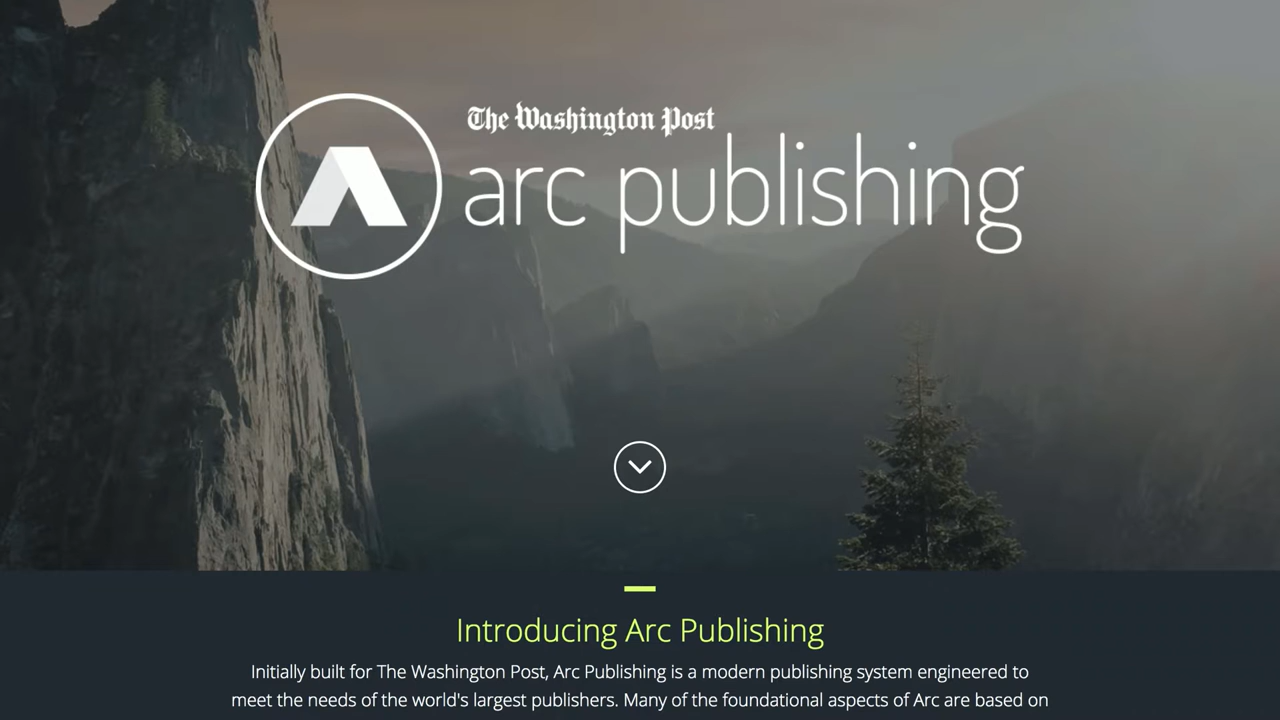 The Washington Post
arc publishing
Introducing Arc Publishing
Initially built for The Washington Post, Arc Publishing is a modern publishing system engineered to
meet the needs of the world's largest publishers. Many of the foundational aspects of Arc are based on